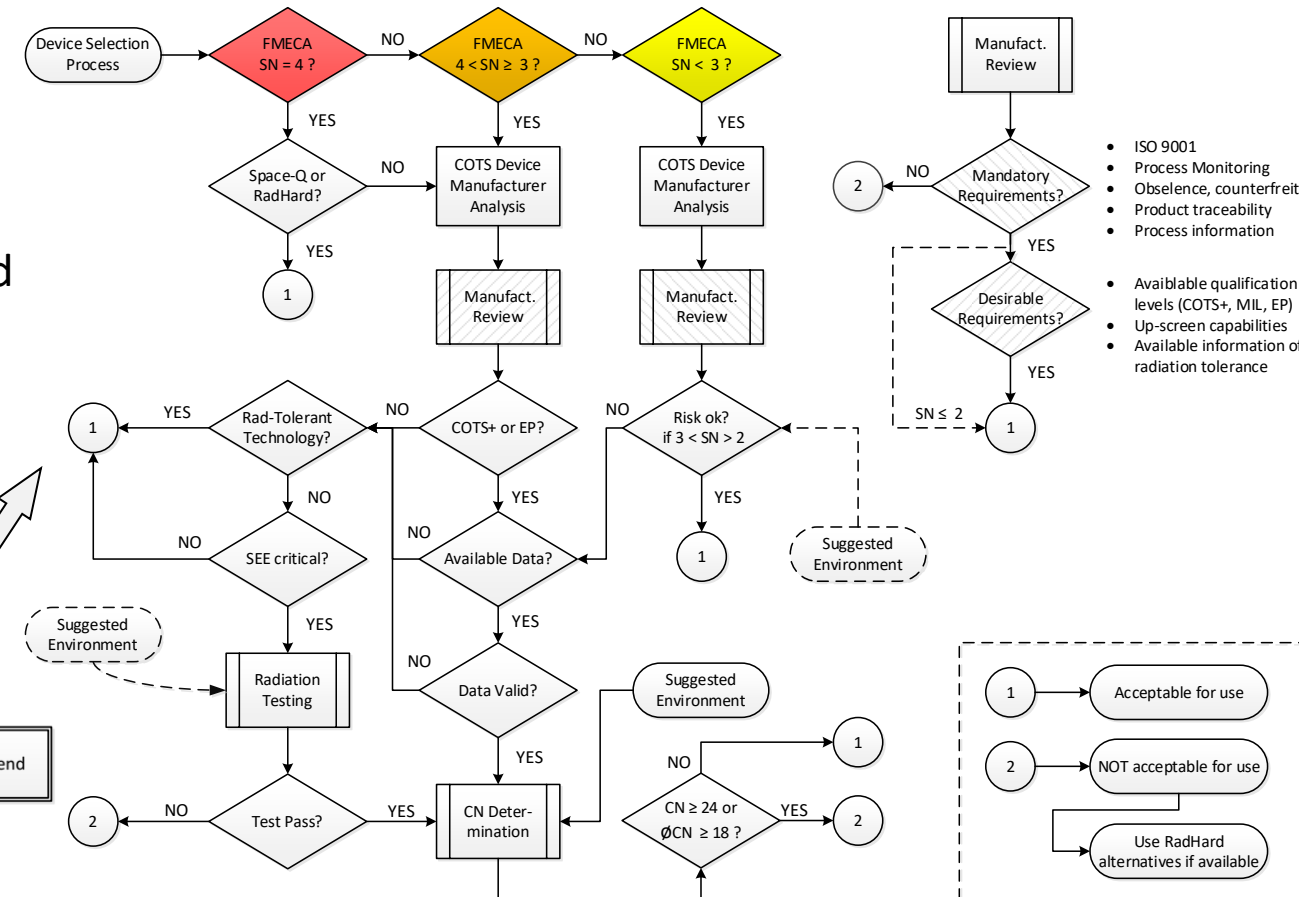 Device Selection
Process
FMECA
SN = 4 ?
NO
FMECA
4 < SN ≥ 3 ?
NO
FMECA
SN < 3 ?
YES
YES
YES
Space-Q or
RadHard?
NO
COTS Device
Manufacturer
Analysis
COTS Device
Manufacturer
Analysis
YES
1
Manufact.
Review
Manufact.
Review
YES
1
Rad-Tolerant
Technology?
NO
COTS+ or EP?
NO
Risk ok?
if 3 < SN > 2
NO
YES
YES
NO
SEE critical?
NO
Available Data?
1
Suggested
Environment
YES
YES
Suggested
Environment
Radiation
Testing
NO
Data Valid?
Suggested
Environment
YES
2
NO
Test Pass?
YES
CN Deter-
mination
NO
1
CN ≥ 24 or
ØCN ≥ 18 ?
YES
2
Manufact.
Review
2
NO
Mandatory
Requirements?
• ISO 9001
• Process Monitoring
• Obselence, counterfreit
• Product traceability
• Process information
YES
Desirable
Requirements?
• Availblable qualification
levels (COTS+, MIL, EP)
• Up-screen capabilities
• Available information of
radiation tolerance
YES
SN ≤ 2
1
1
Acceptable for use
2
NOT acceptable for use
Use RadHard
alternatives if available